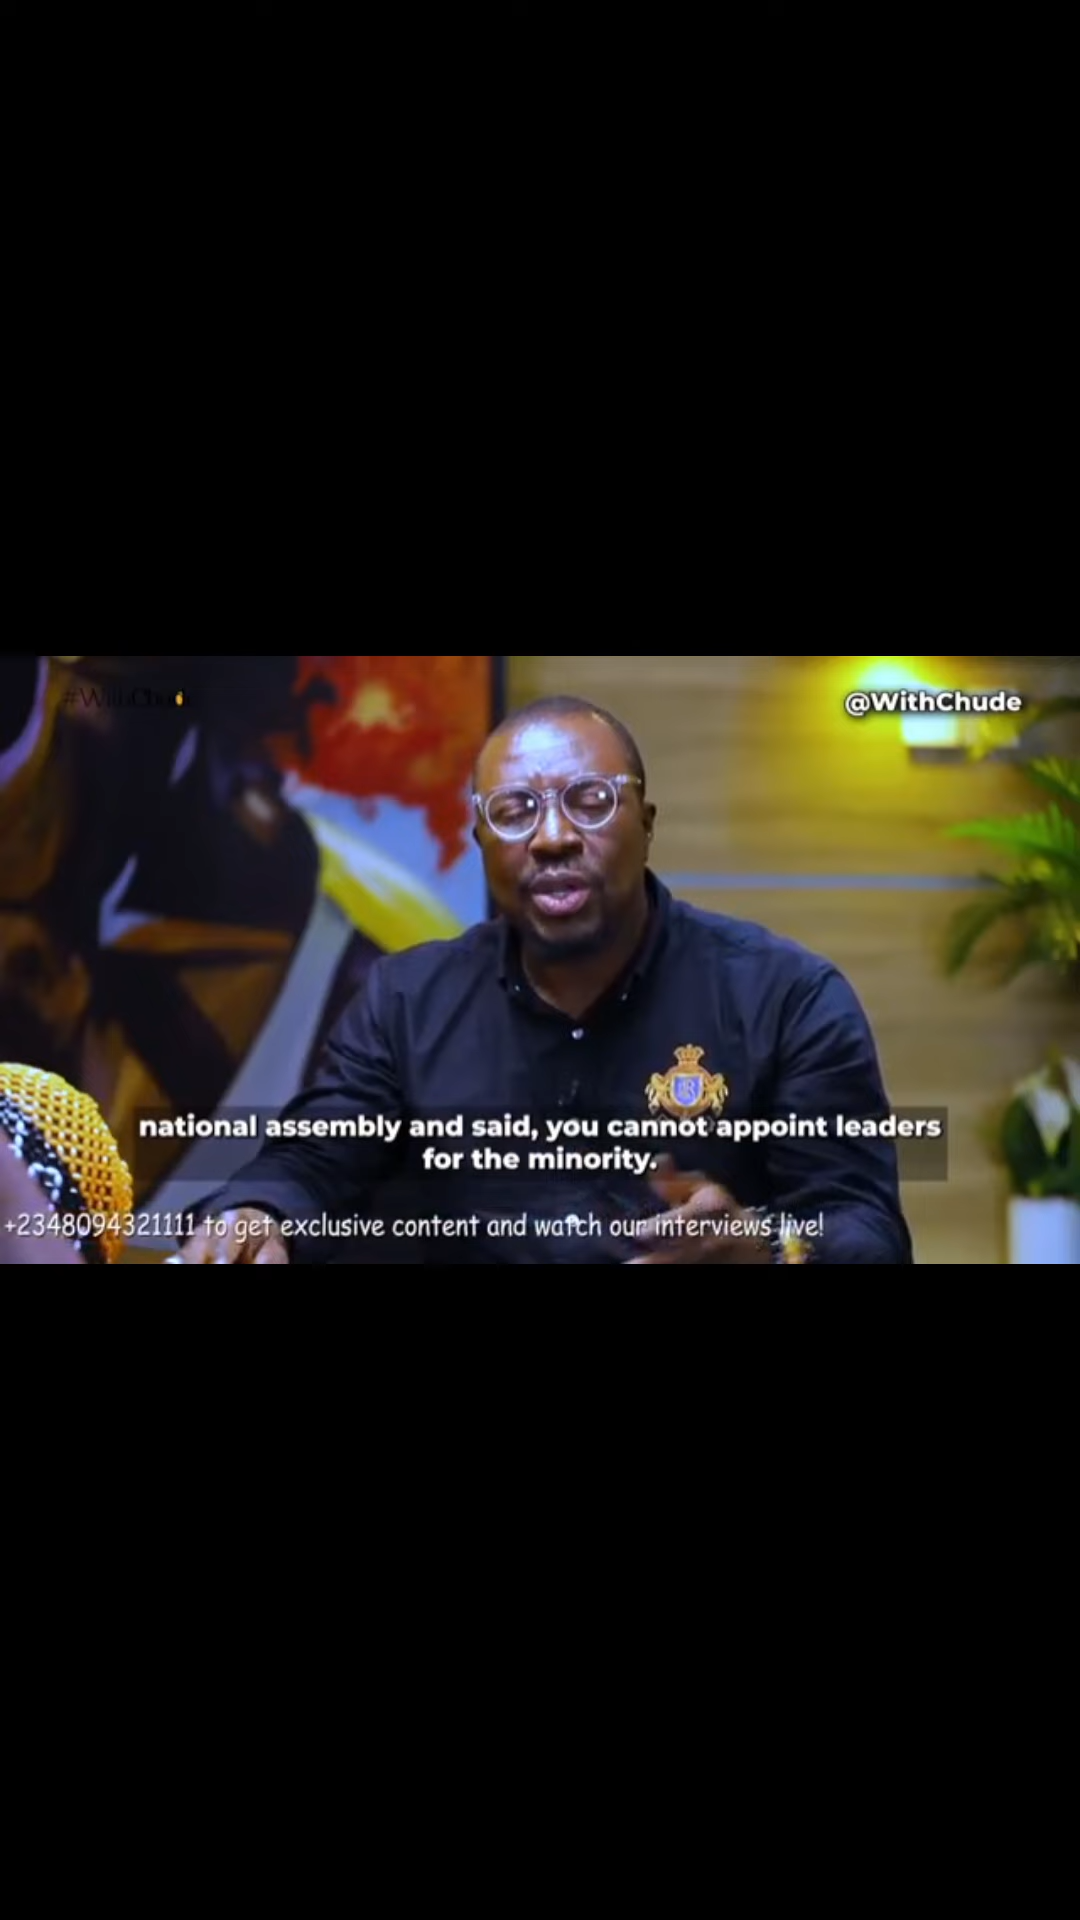 #WithChude
@WithChude
national assembly and said, you cannot appoint leaders
for the minority.
+2348094321111 to get exclusive content and watch our interviews live!